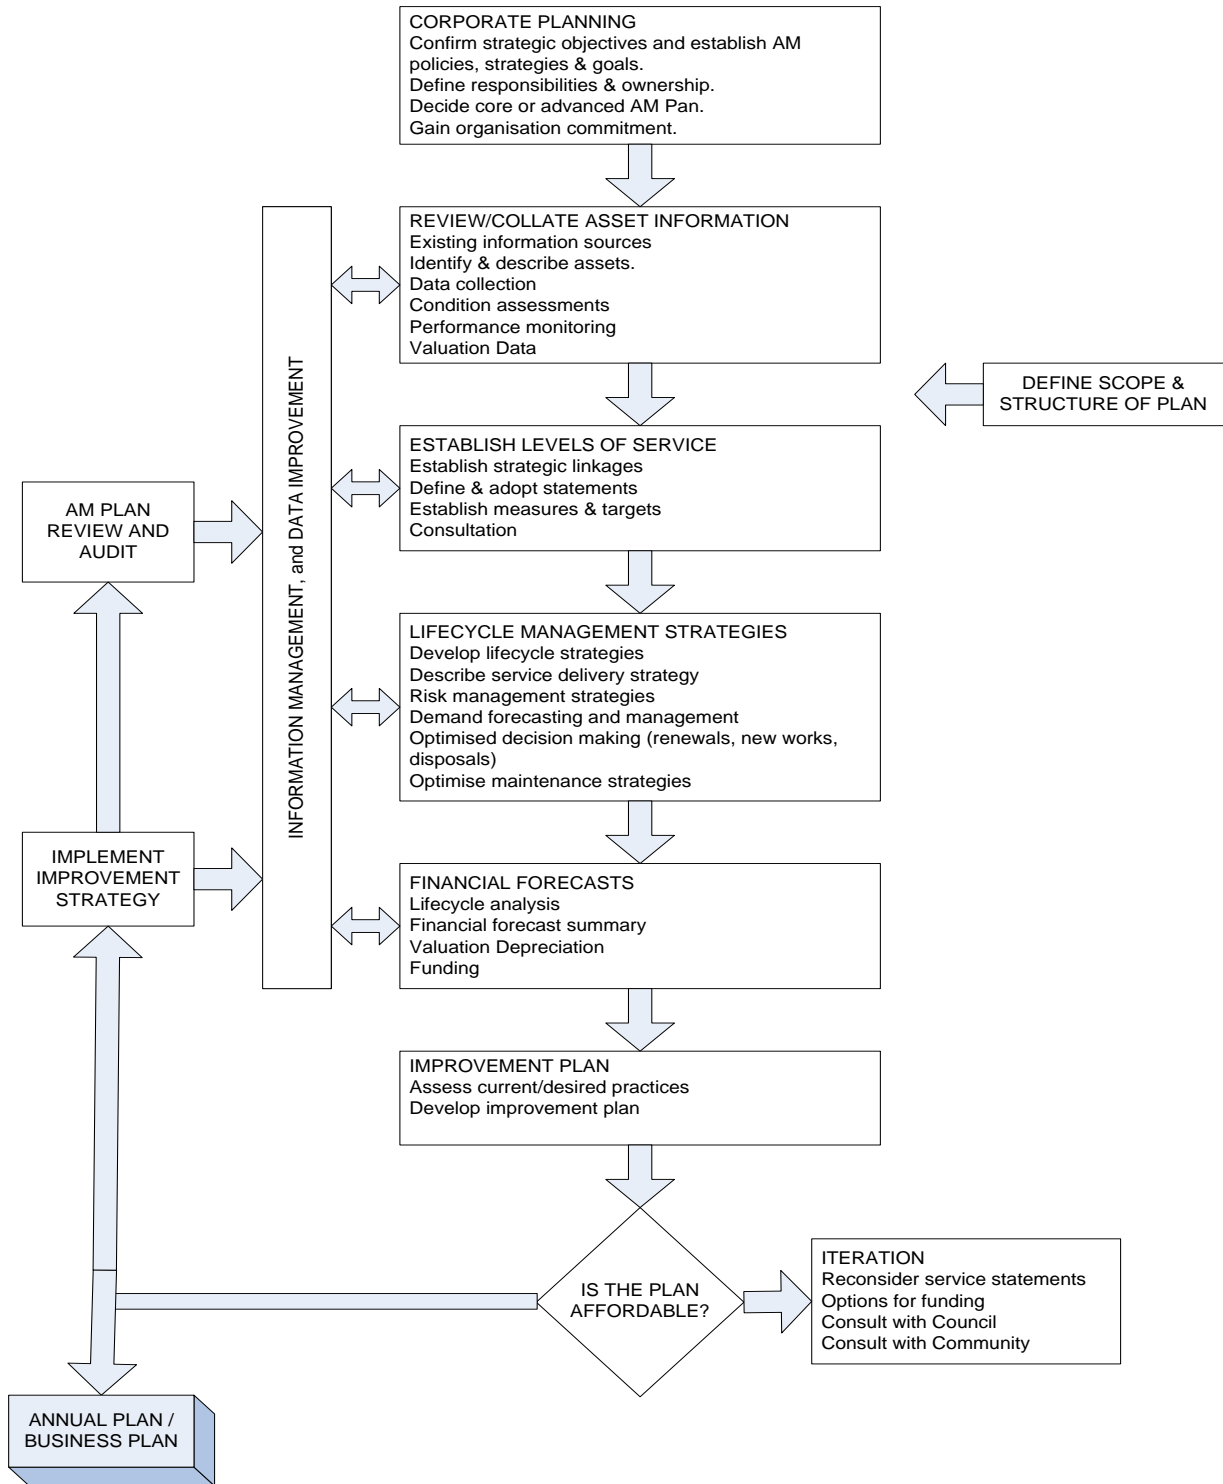 CORPORATE PLANNING
Confirm strategic objectives and establish AM
policies, strategies & goals.
Define responsibilities & ownership.
Decide core or advanced AM Pan.
Gain organisation commitment.
REVIEW/COLLATE ASSET INFORMATION
Existing information sources
Identify & describe assets.
Data collection
Condition assessments
Performance monitoring
Valuation Data
INFORMATION MANAGEMENT, and DATA IMPROVEMENT
DEFINE SCOPE &
STRUCTURE OF PLAN
ESTABLISH LEVELS OF SERVICE
Establish strategic linkages
Define & adopt statements
Establish measures & targets
Consultation
AM PLAN
REVIEW AND
AUDIT
LIFECYCLE MANAGEMENT STRATEGIES
Develop lifecycle strategies
Describe service delivery strategy
Risk management strategies
Demand forecasting and management
Optimised decision making (renewals, new works,
disposals)
Optimise maintenance strategies
IMPLEMENT
IMPROVEMENT
STRATEGY
FINANCIAL FORECASTS
Lifecycle analysis
Financial forecast summary
Valuation Depreciation
Funding
IMPROVEMENT PLAN
Assess current/desired practices
Develop improvement plan
IS THE PLAN
AFFORDABLE?
ITERATION
Reconsider service statements
Options for funding
Consult with Council
Consult with Community
ANNUAL PLAN /
BUSINESS PLAN